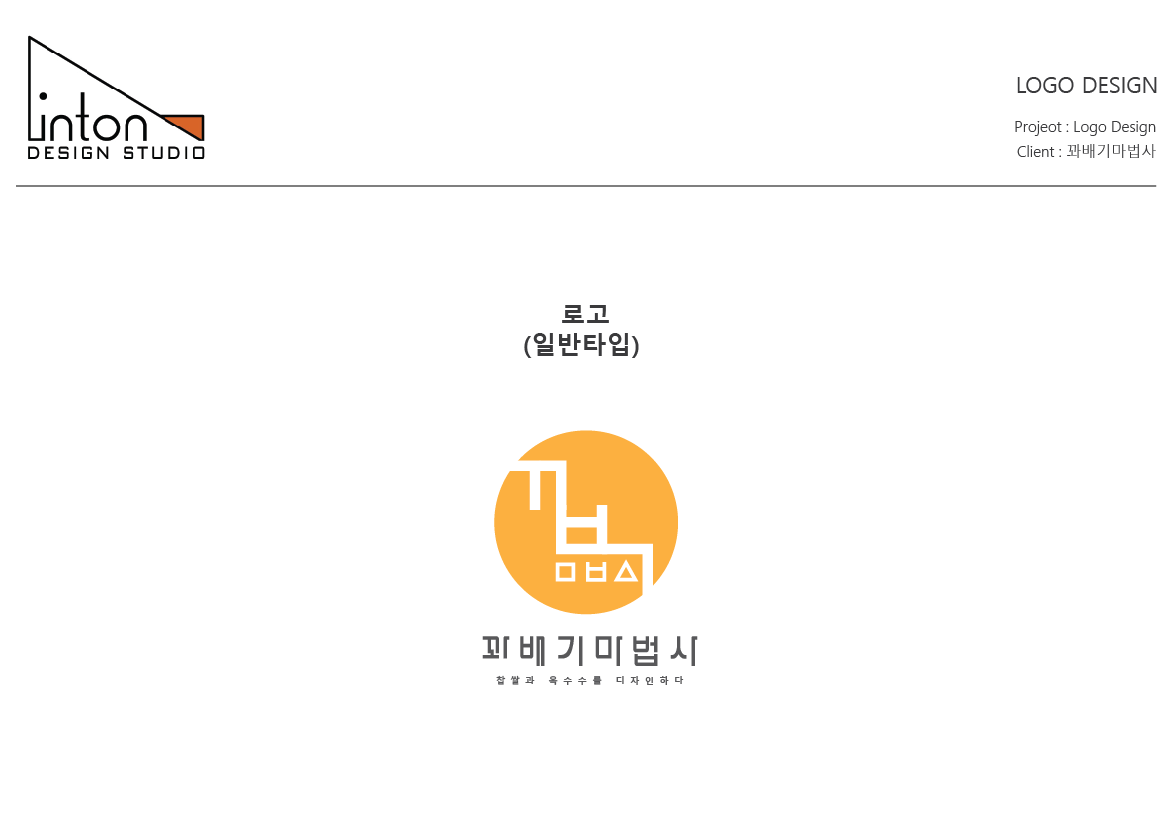 Linton
DESIGN STUDIO
LOGO DESIGN
Projeot : Logo Design
Client : 꽈배기마법사
로고
(일반타입)
ㄲㅂㄱ
ㅁㅂㅅ
꽈배기마법사
찹쌀과 옥수수를 디자인하다